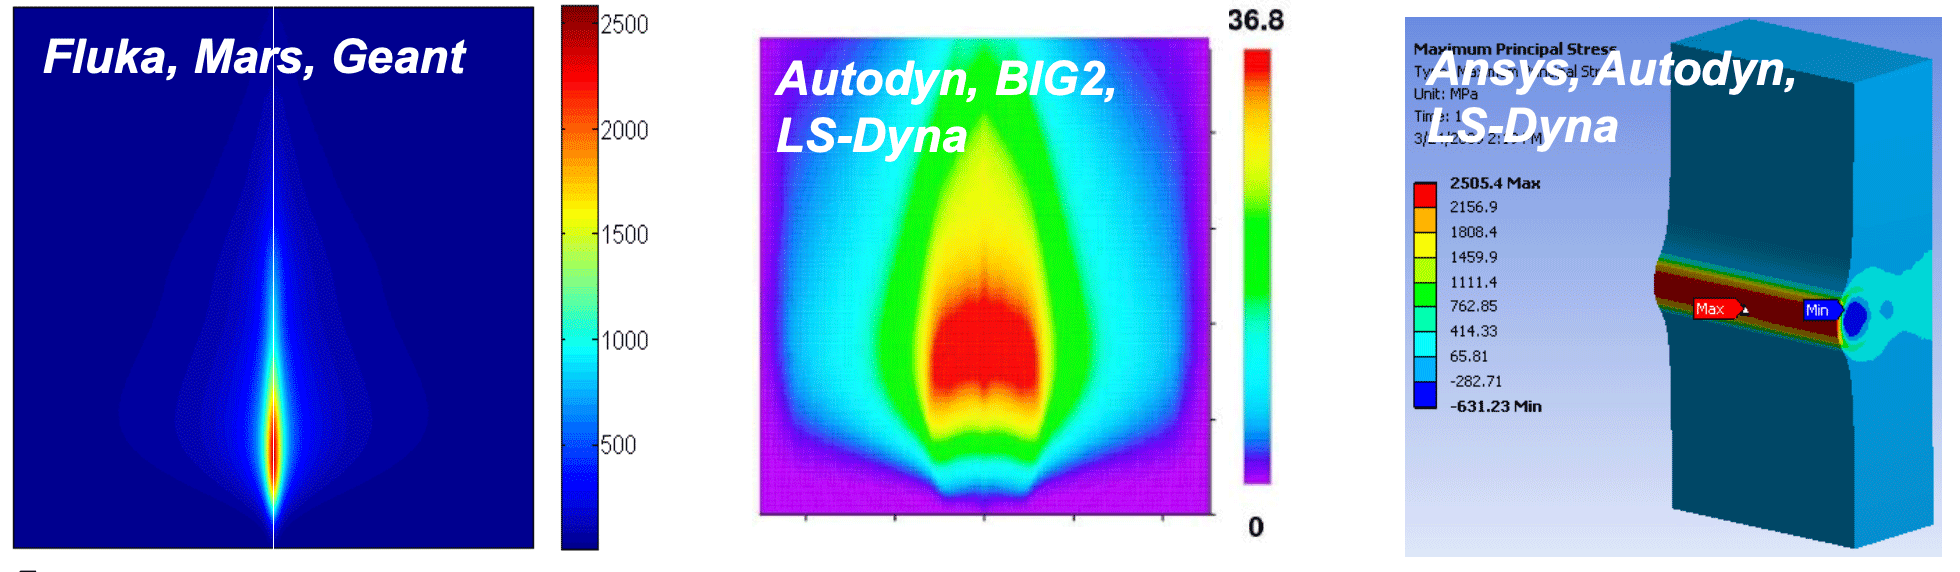 Fluka, Mars, Geant
2500
2000
1500
1000
500
Autodyn, BIG2,
LS-Dyna
36.8
0
Maximum Principal Stress
Ansys, Autodyn,
Unit: MPa
Time: 1
LS-Dyna
2505.4 Max
2156.9
1808.4
1459.9
1111.4
762.85
414.33
65.81
-282.71
-631.23 Min
Max
Min